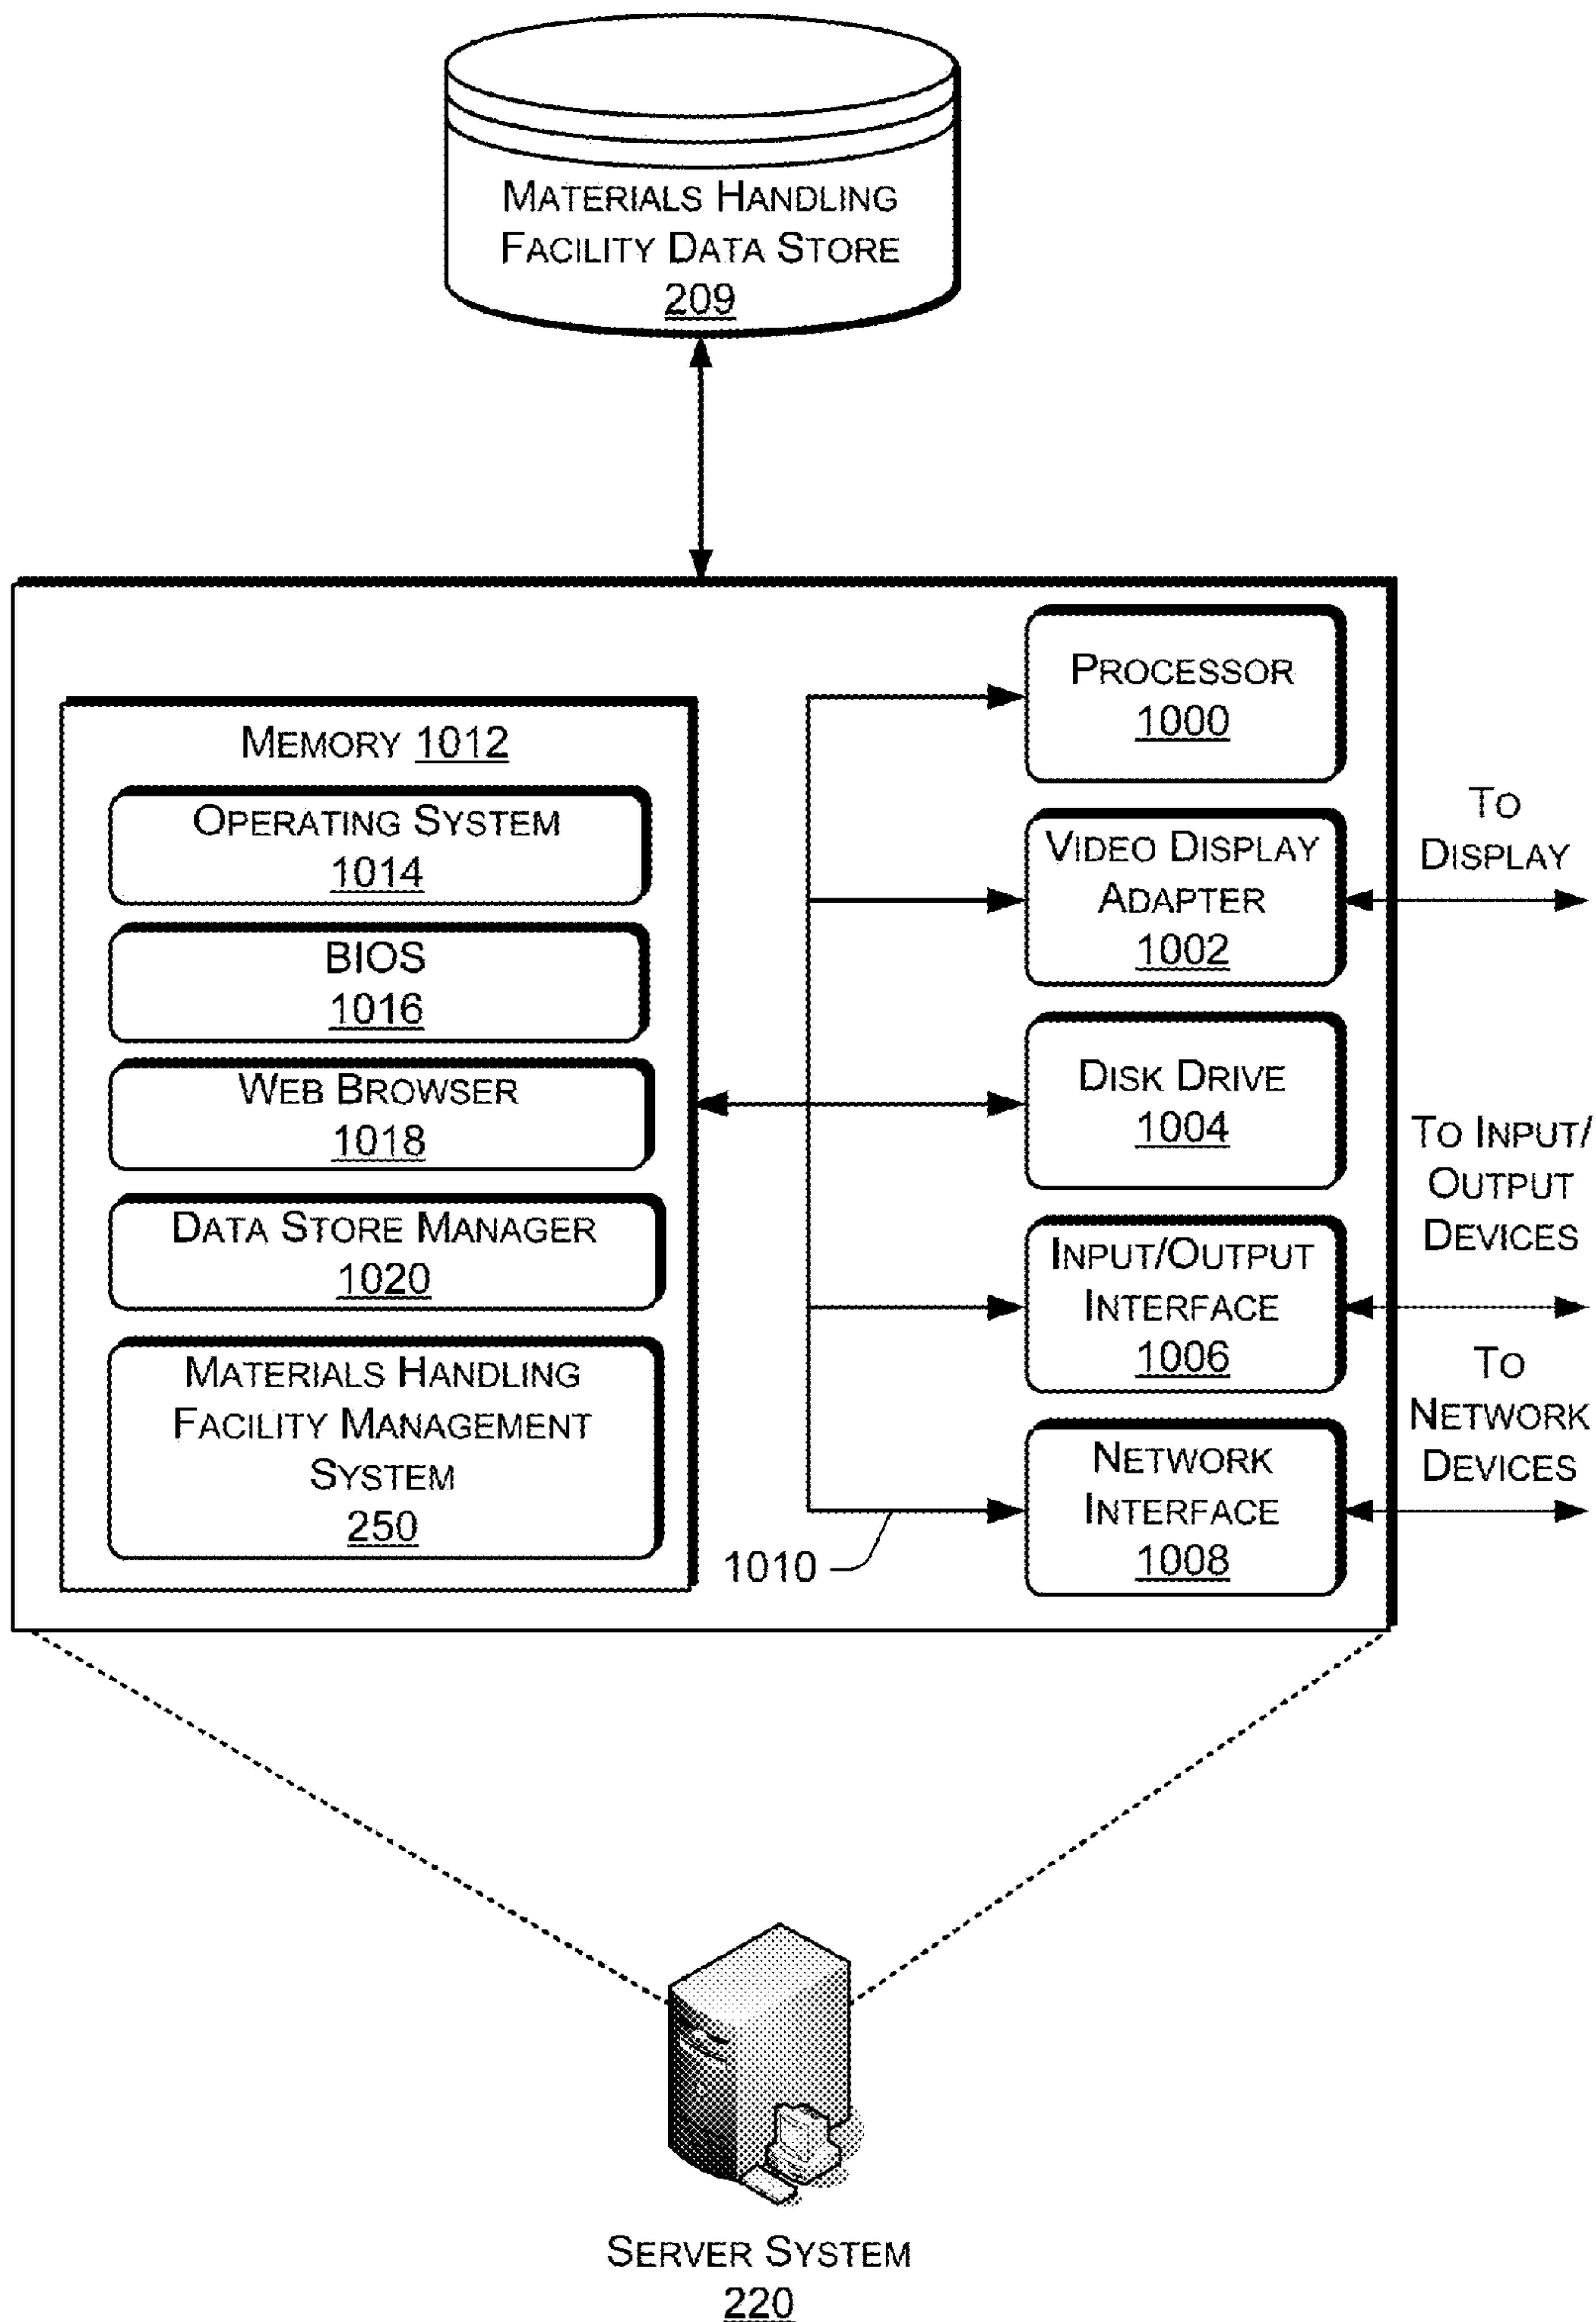 MATERIALS HANDLING
FACILITY DATA STORE
209
PROCESSOR
1000
MEMORY 1012
OPERATING SYSTEM
1014
BIOS
1016
WEB BROWSER
1018
DATA STORE MANAGER
1020
MATERIALS HANDLING
FACILITY MANAGEMENT
SYSTEM
250
VIDEO DISPLAY
ADAPTER
1002
DISK DRIVE
1004
INPUT/OUTPUT
INTERFACE
1006
NETWORK
INTERFACE
1008
1010
TO
DISPLAY
TO INPUT/
OUTPUT
DEVICES
TO
NETWORK
DEVICES
SERVER SYSTEM
220